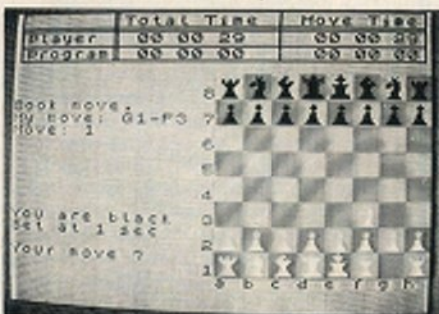 Total Time Move Time
Player 00 00 29 00 00 29
Program 00 00 00 00 00 00
8
Book move.
My move: G1-F3 7
Move: 1
6
5
4
You are black 3
Set at 1 sec
2
Your move ?
1
a b c d e f g h